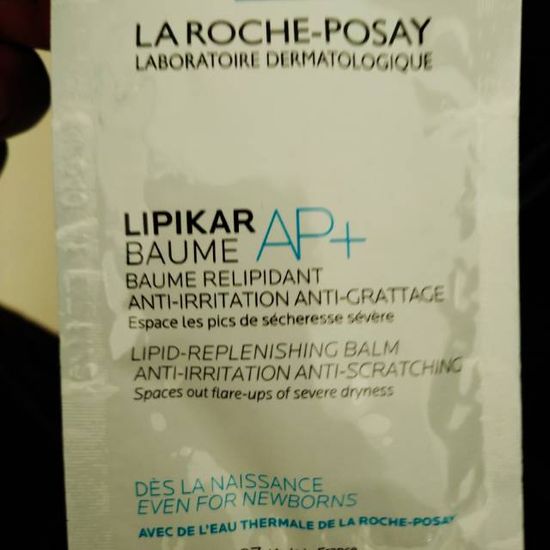 LA ROCHE-POSAY
LABORATOIRE DERMATOLOGIQUE
LIPIKAR
BAUME AP+
BAUME RELIPIDANT
ANTI-IRRITATION ANTI-GRATTAGE
Espace les pics de sécheresse sévère
LIPID-REPLENISHING BALM
ANTI-IRRITATION ANTI-SCRATCHING
Spaces out flare-ups of severe dryness
DÈS LA NAISSANCE
EVEN FOR NEWBORNS
AVEC DE L'EAU THERMALE DE LA ROCHE-POSAY